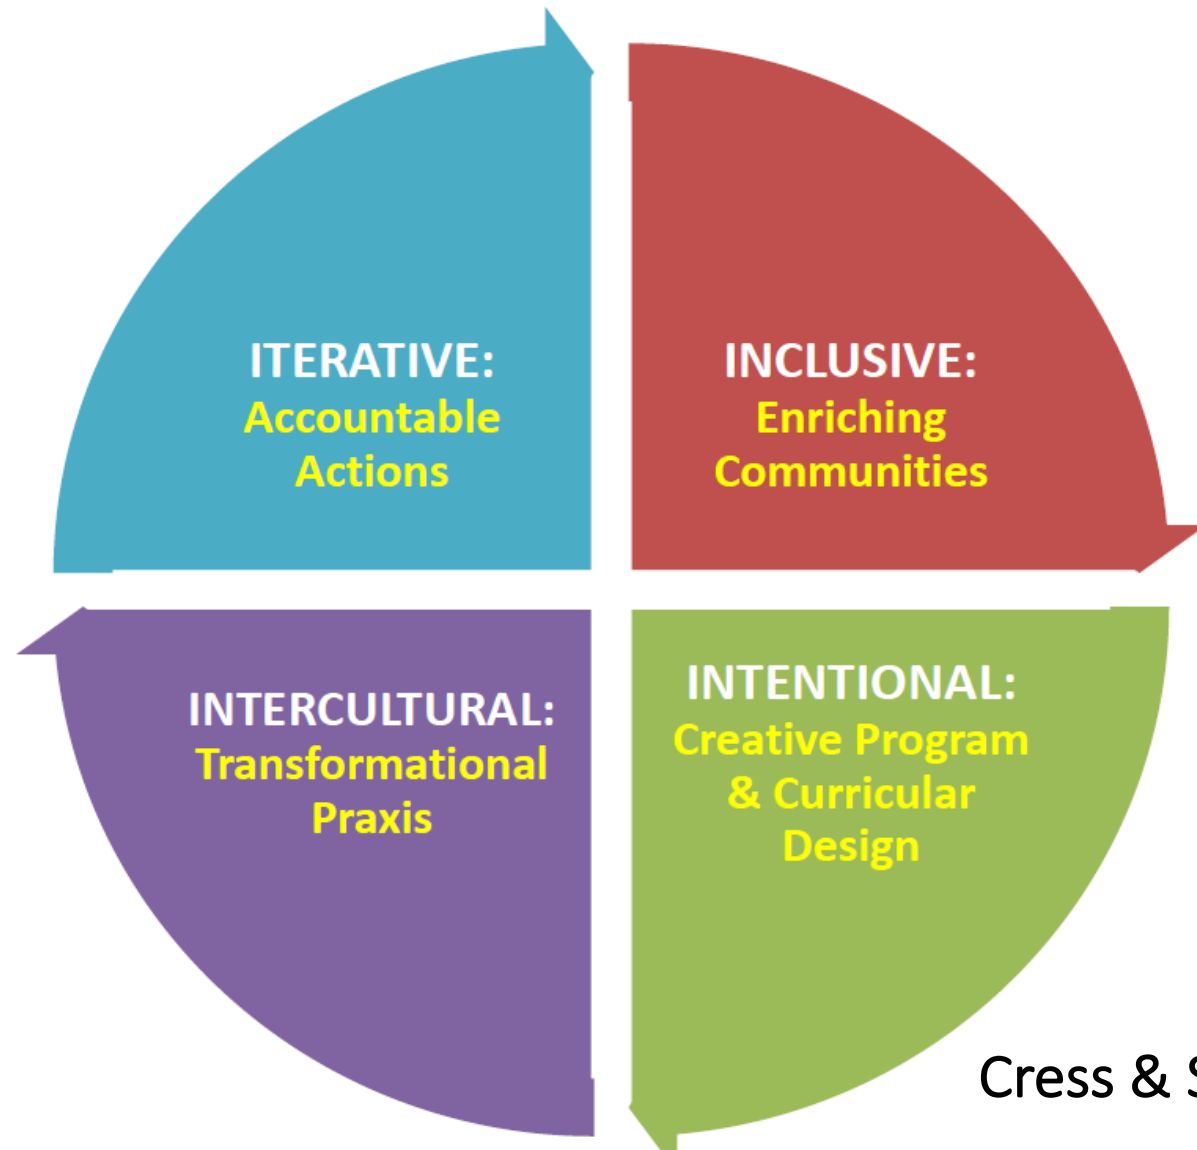 ITERATIVE:
Accountable
Actions
INCLUSIVE:
Enriching
Communities
INTERCULTURAL:
Transformational
Praxis
INTENTIONAL:
Creative Program
& Curricular
Design
Cress &